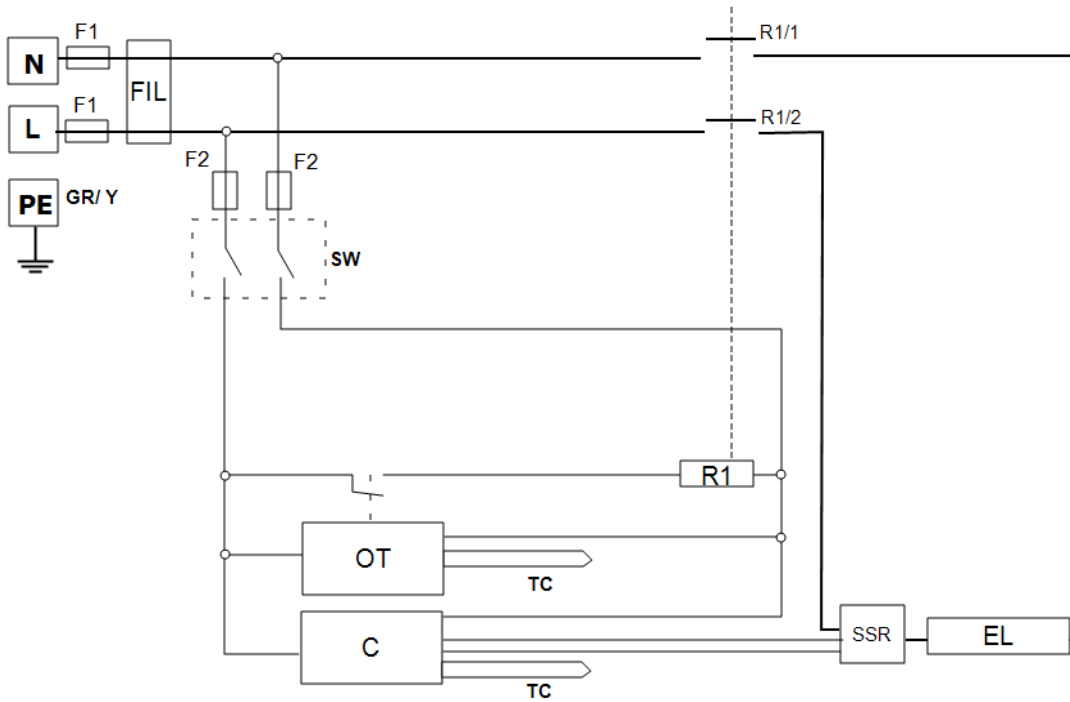 F1
R1/1
N
FIL
F1
L
R1/2
F2
F2
PE
GR/ Y
SW
R1
OT
TC
C
SSR
EL
TC